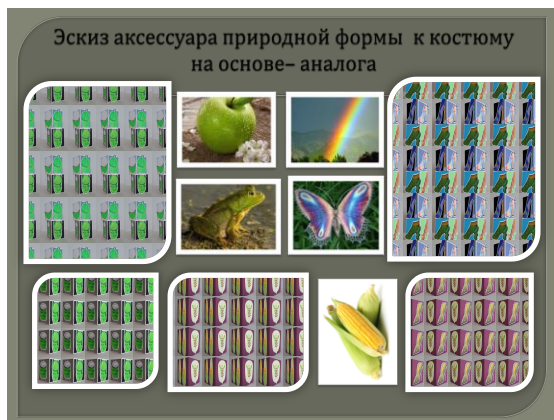 Эскиз аксессуара природной формы к костюму
на основе– аналога